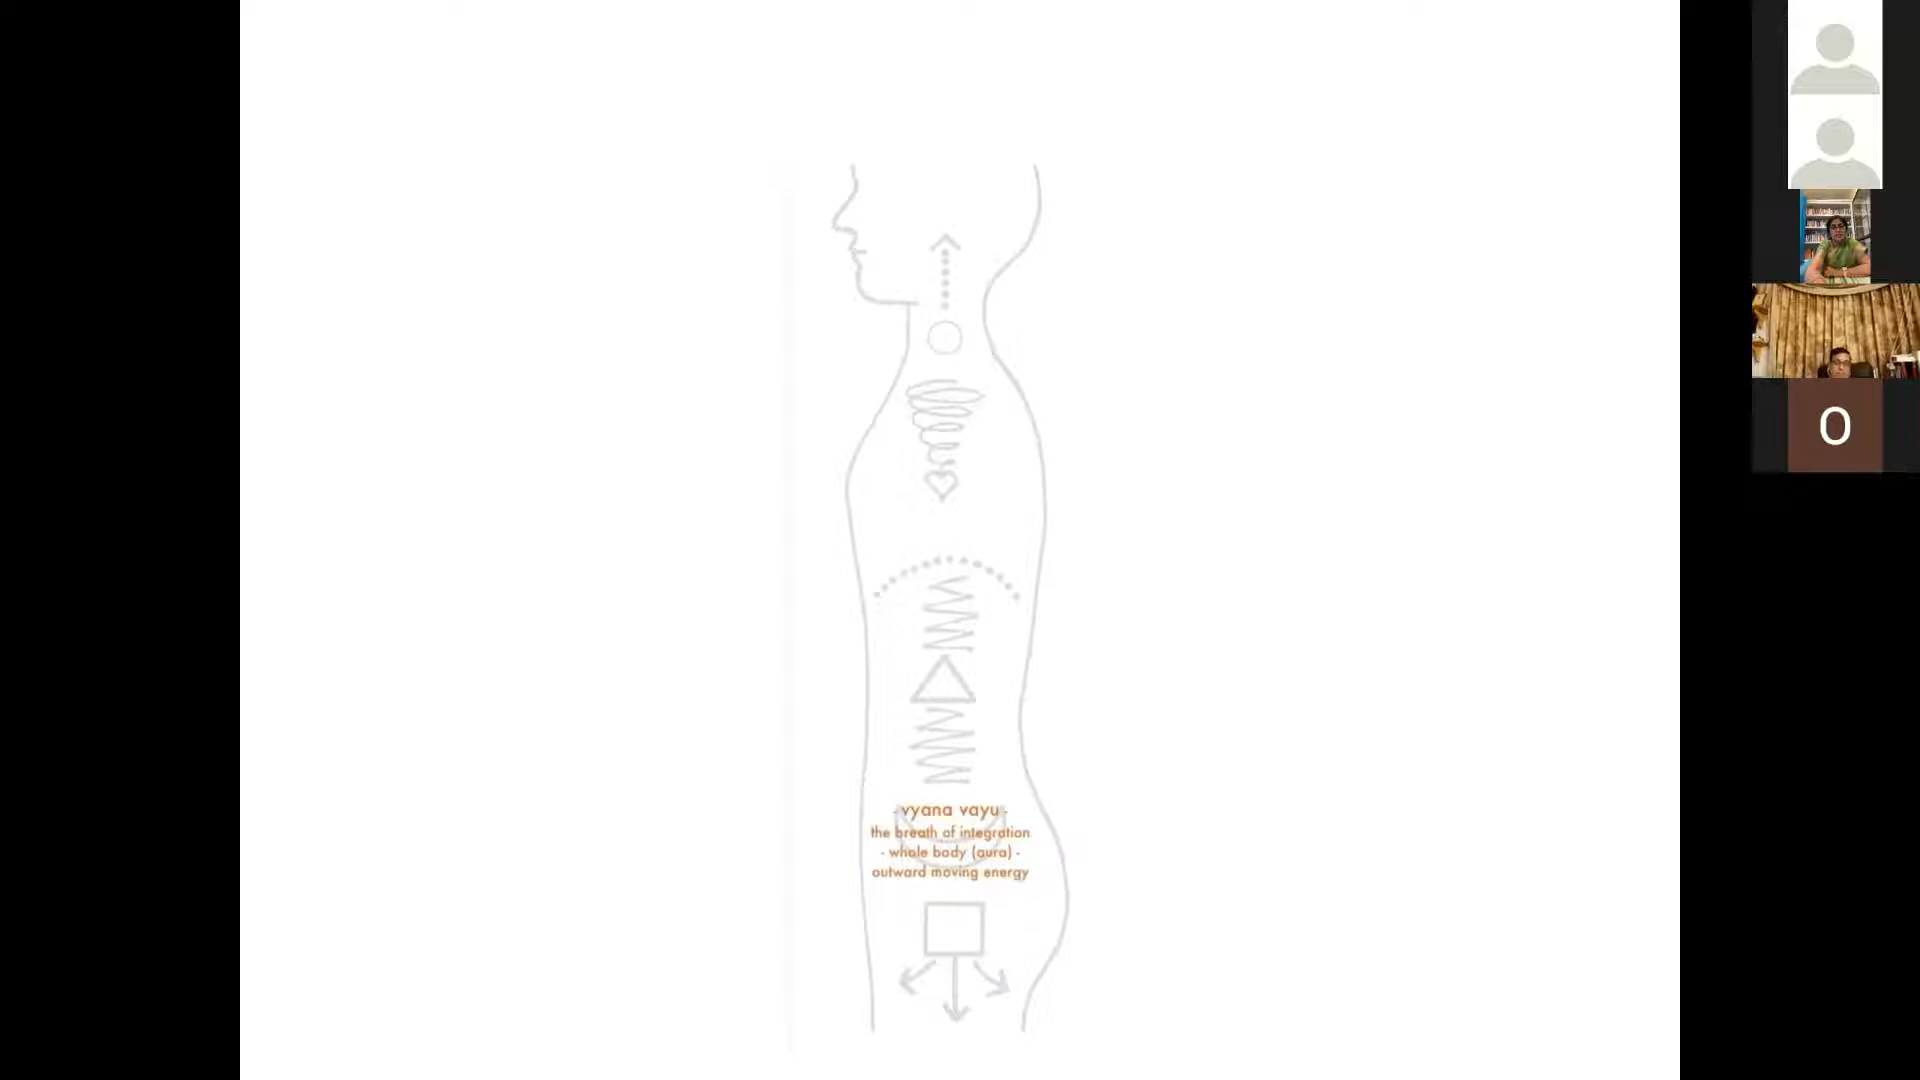 - vyana vayu -
the breath of integration
- whole body (aura) -
outward moving energy
O